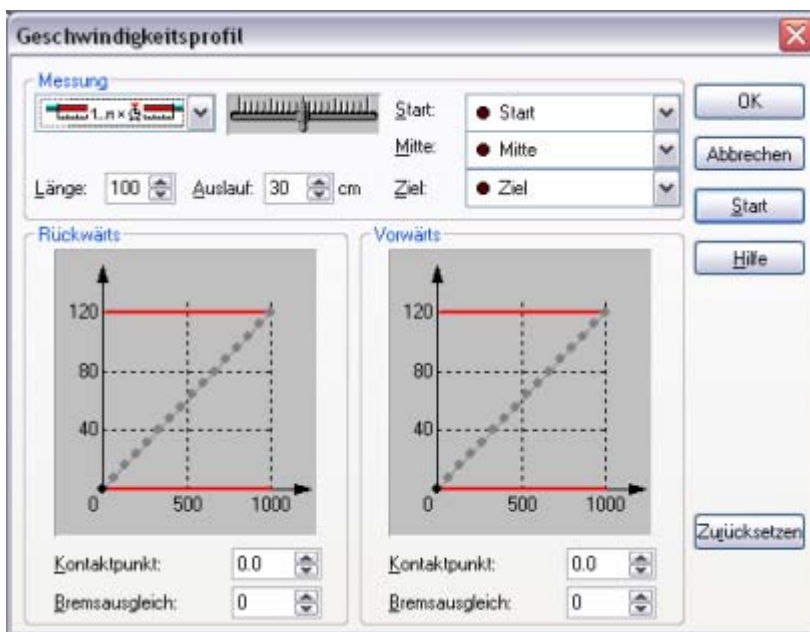 Geschwindigkeitsprofil
Messung
1..n ×
Start:
Start
Mitte:
Mitte
Länge: 100 Auslauf: 30 cm
Ziel:
Ziel
OK
Abbrechen
Start
Hilfe
Zurücksetzen
Rückwärts
120
80
40
0 500 1000
Kontaktpunkt: 0.0
Bremsausgleich: 0
Vorwärts
120
80
40
0 500 1000
Kontaktpunkt: 0.0
Bremsausgleich: 0